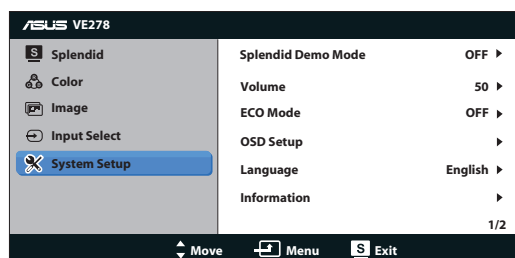 ASUS VE278
S Splendid
Color
Image
Input Select
System Setup
Splendid Demo Mode OFF
Volume 50
ECO Mode OFF
OSD Setup
Language English
Information
1/2
Move Menu S Exit